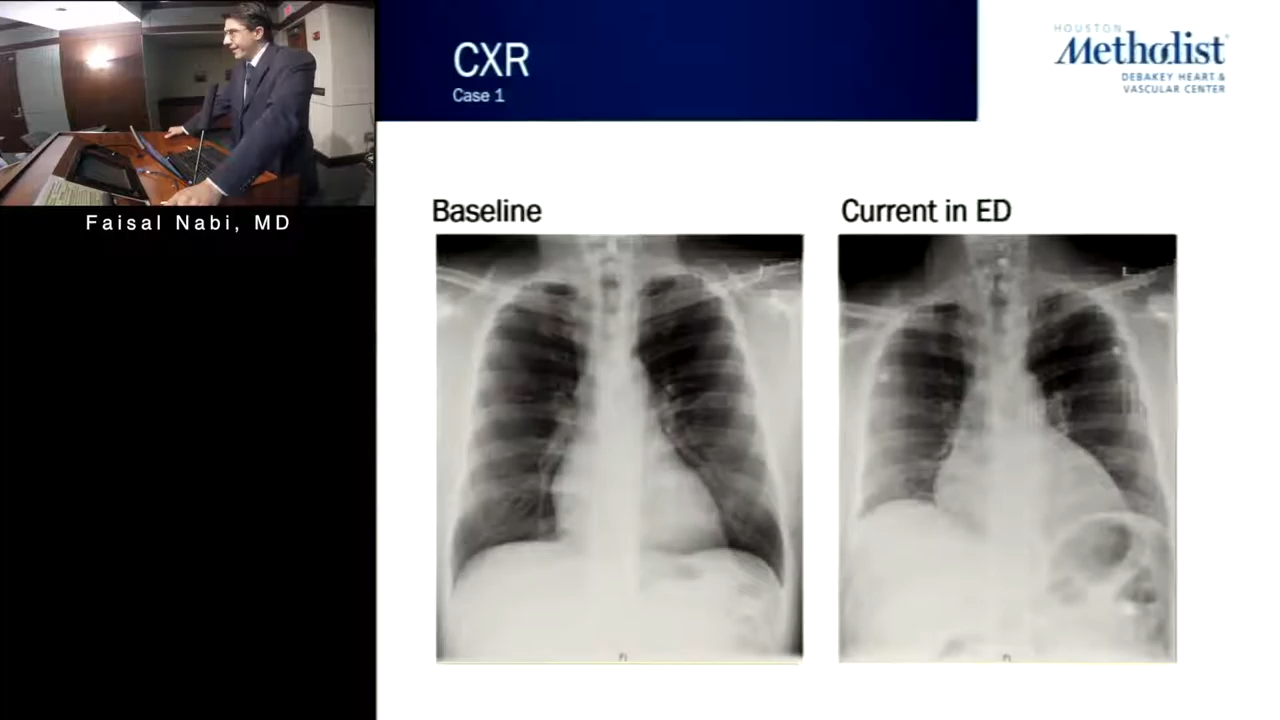 CXR
Case 1
HOUSTON
Methodist
DEBAKEY HEART &
VASCULAR CENTER
Faisal Nabi, MD
Baseline
Current in ED